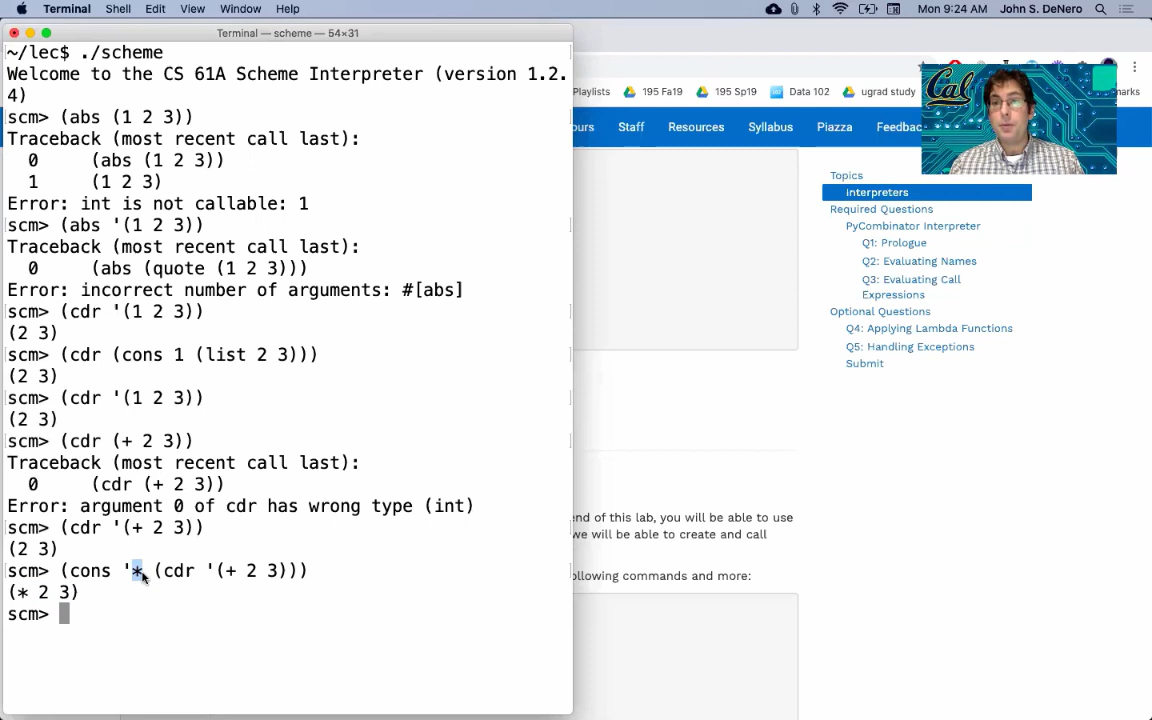 Terminal Shell Edit View Window Help Mon 9:24 AM John S. DeNero
Terminal — scheme — 54×31
~/lec$ ./scheme
Welcome to the CS 61A Scheme Interpreter (version 1.2.
4)
scm> (abs (1 2 3))
Traceback (most recent call last):
0 (abs (1 2 3))
1 (1 2 3)
Error: int is not callable: 1
scm> (abs '(1 2 3))
Traceback (most recent call last):
0 (abs (quote (1 2 3)))
Error: incorrect number of arguments: #[abs]
scm> (cdr '(1 2 3))
(2 3)
scm> (cdr (cons 1 (list 2 3)))
(2 3)
scm> (cdr '(1 2 3))
(2 3)
scm> (cdr (+ 2 3))
Traceback (most recent call last):
0 (cdr (+ 2 3))
Error: argument 0 of cdr has wrong type (int)
scm> (cdr '(+ 2 3))
(2 3)
scm> (cons '* (cdr '(+ 2 3)))
(* 2 3)
scm>
Playlists 195 Fa19 195 Sp19 Data 102 ugrad study
Staff Resources Syllabus Piazza
Cal
Topics
Interpreters
Required Questions
PyCombinator Interpreter
Q1: Prologue
Q2: Evaluating Names
Q3: Evaluating Call
Expressions
Optional Questions
Q4: Applying Lambda Functions
Q5: Handling Exceptions
Submit
end of this lab, you will be able to use
we will be able to create and call
following commands and more: